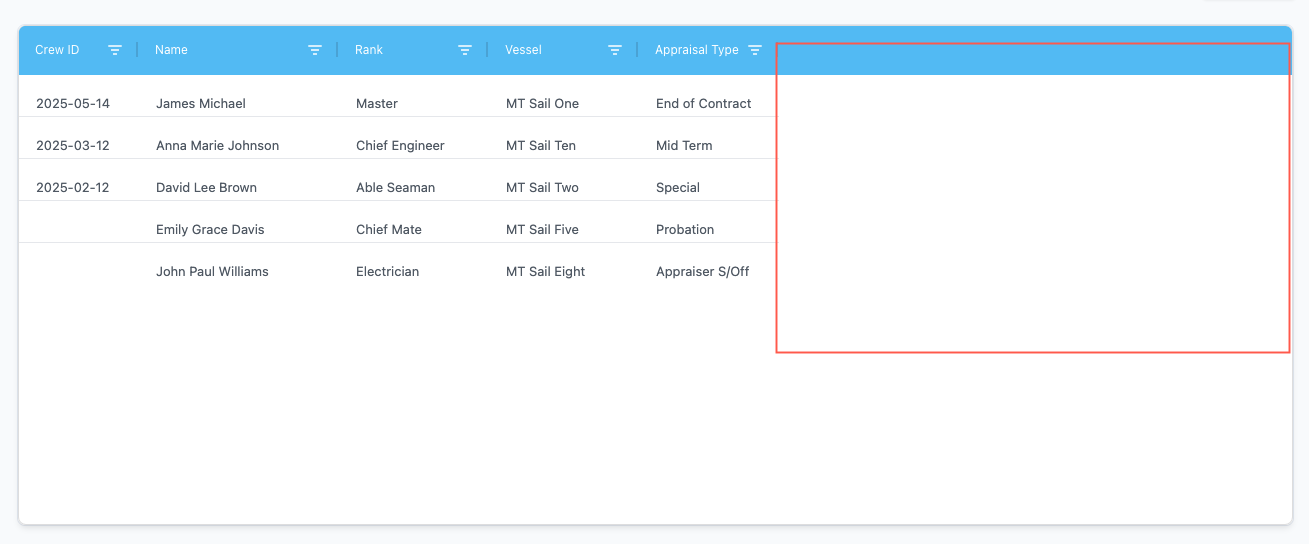 Crew ID Name Rank Vessel Appraisal Type
2025-05-14 James Michael Master MT Sail One End of Contract
2025-03-12 Anna Marie Johnson Chief Engineer MT Sail Ten Mid Term
2025-02-12 David Lee Brown Able Seaman MT Sail Two Special
Emily Grace Davis Chief Mate MT Sail Five Probation
John Paul Williams Electrician MT Sail Eight Appraiser S/Off